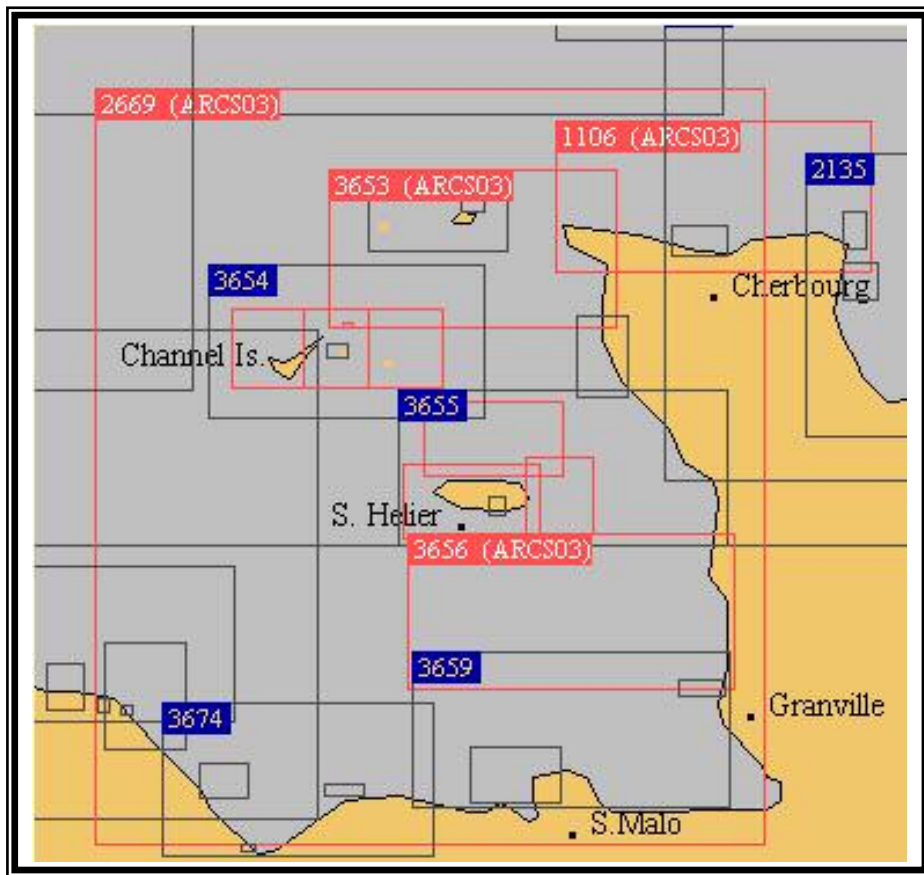 2669 (ARCS03)
1106 (ARCS03)
2135
3653 (ARCS03)
3654
Cherbourg
Channel Is.
3655
S. Helier
3656 (ARCS03)
3659
3674
Granville
S.Malo